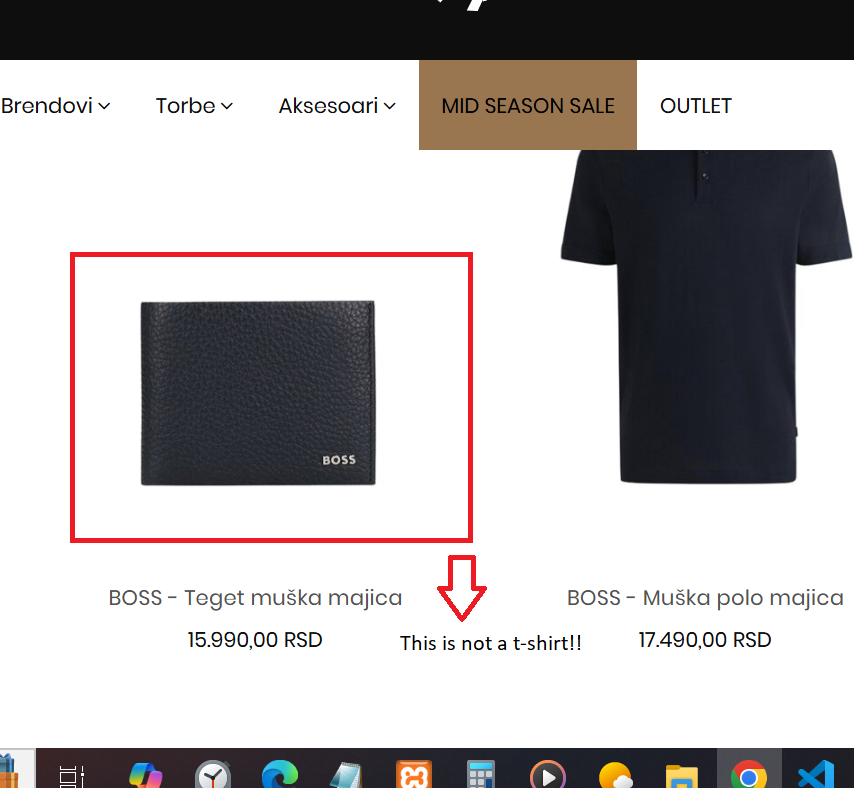 Brendovi
Torbe
Aksesoari
MID SEASON SALE
OUTLET
BOSS
BOSS - Teget muška majica
15.990,00 RSD
This is not a t-shirt!!
BOSS - Muška polo majica
17.490,00 RSD